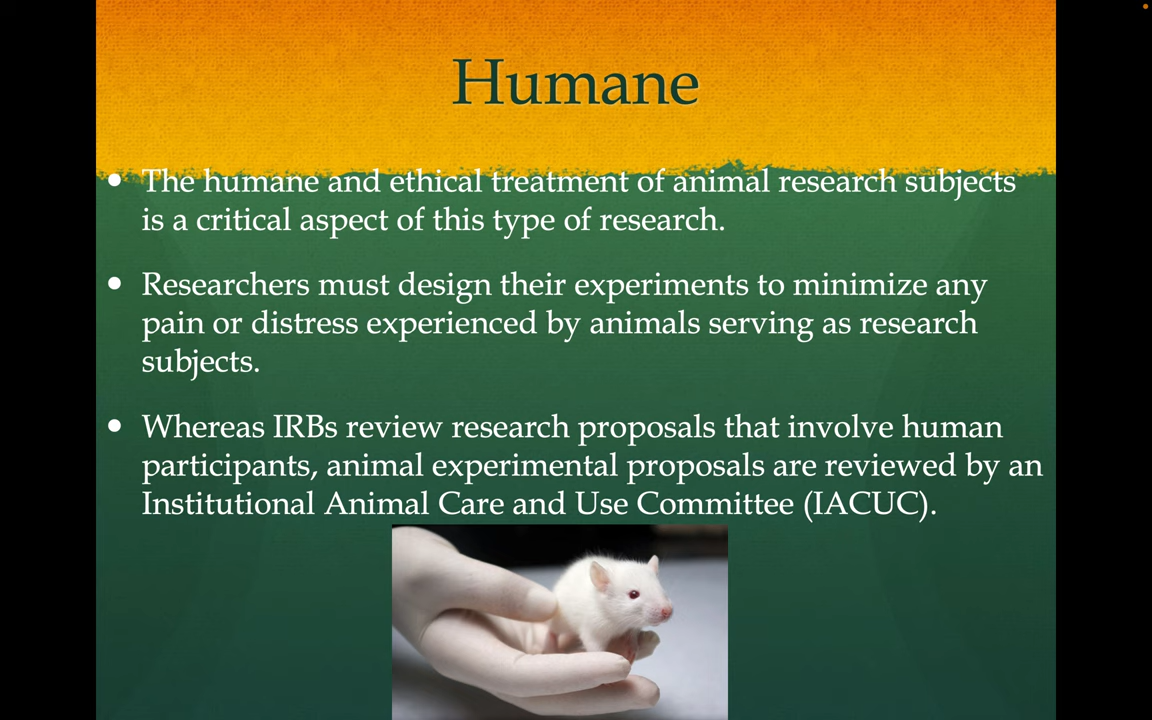 Humane
• The humane and ethical treatment of animal research subjects
is a critical aspect of this type of research.
• Researchers must design their experiments to minimize any
pain or distress experienced by animals serving as research
subjects.
• Whereas IRBs review research proposals that involve human
participants, animal experimental proposals are reviewed by an
Institutional Animal Care and Use Committee (IACUC).